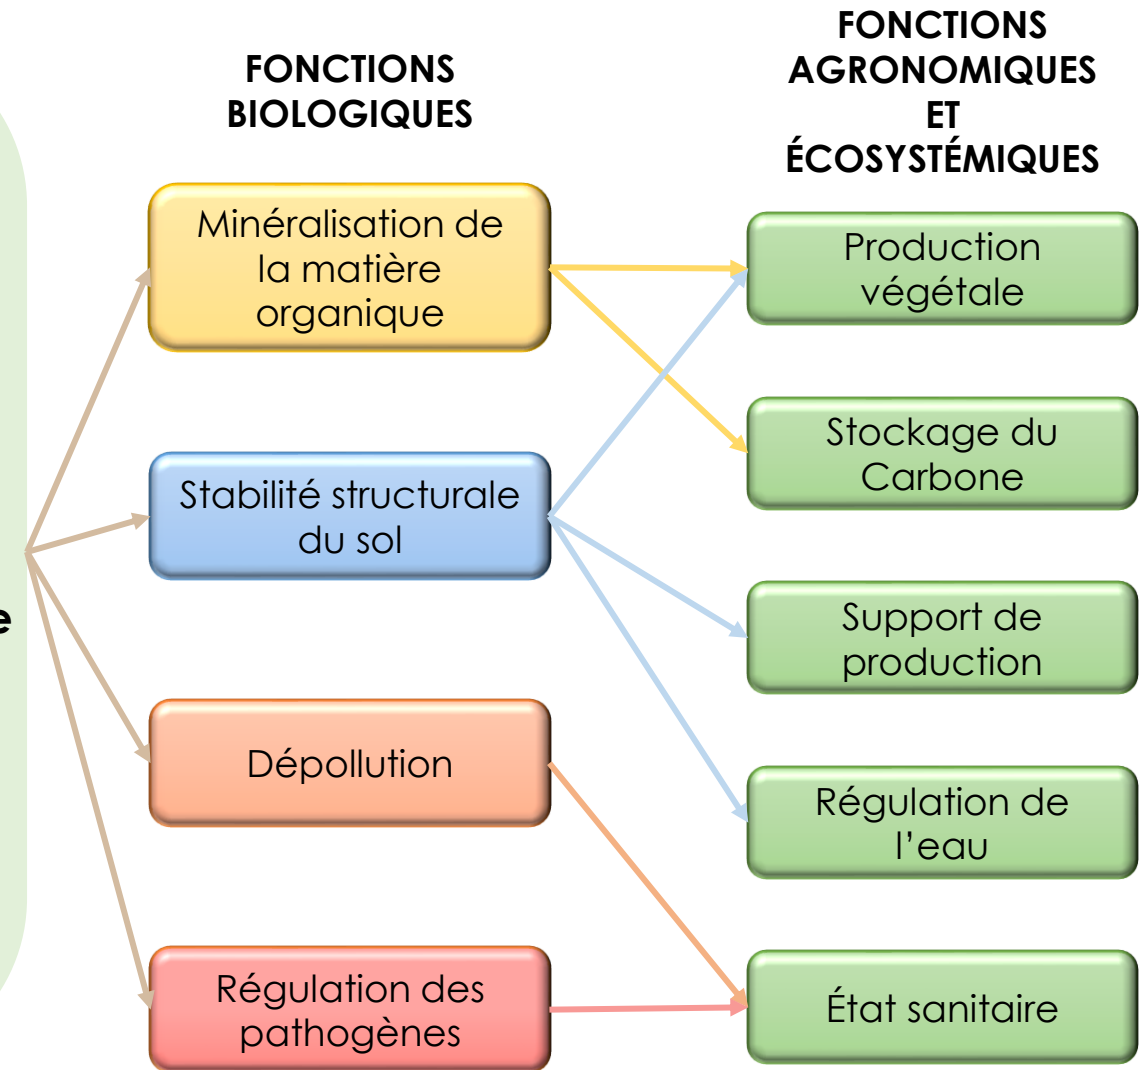 FONCTIONS
BIOLOGIQUES
FONCTIONS
AGRONOMIQUES
ET
ÉCOSYSTÉMIQUES
Minéralisation de
la matière
organique
Stabilité structurale
du sol
Dépollution
Régulation des
pathogènes
Production
végétale
Stockage du
Carbone
Support de
production
Régulation de
l’eau
État sanitaire